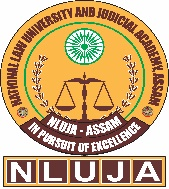 NATIONAL LAW UNIVERSITY AND JUDICIAL ACADEMY, ASSAM
NLUJA - ASSAM
IN PURSUIT OF EXCELLENCE
NLUJA